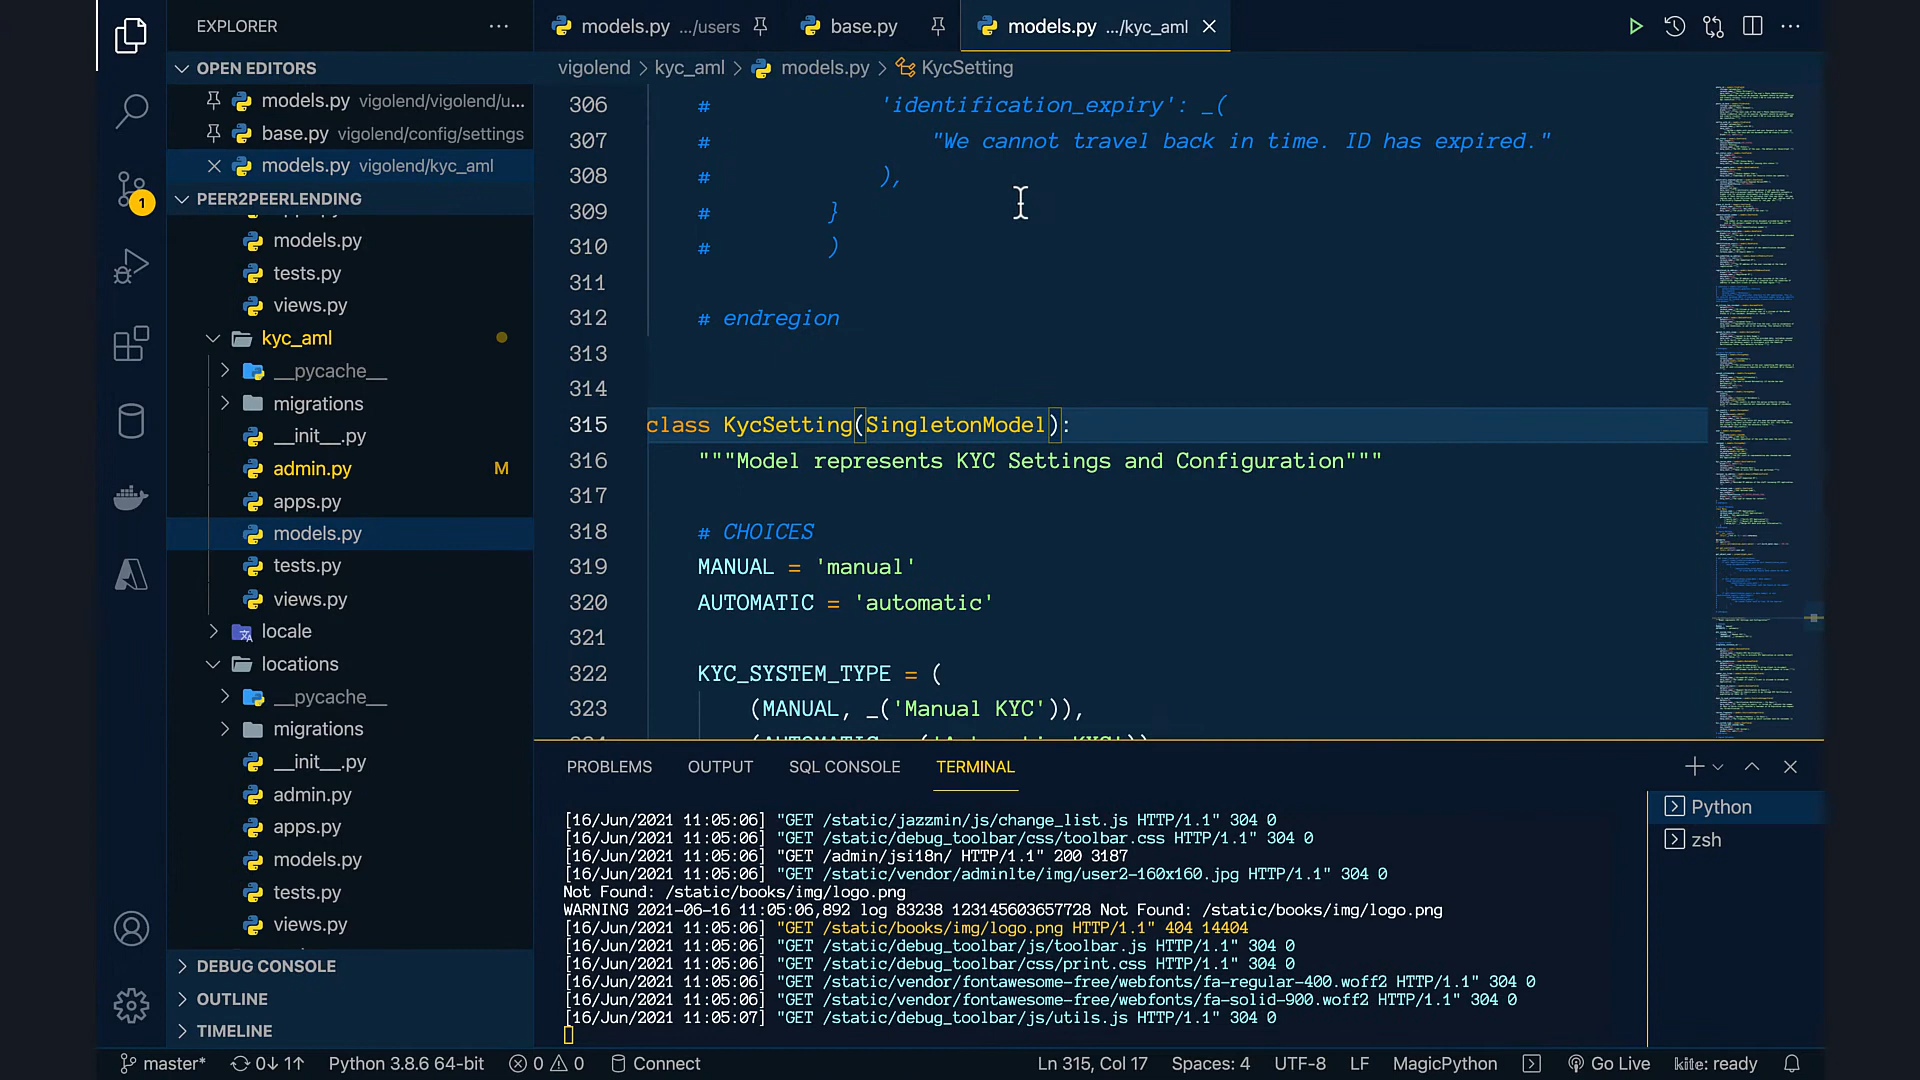 EXPLORER
models.py .../users
base.py
models.py .../kyc_aml
OPEN EDITORS
models.py vigolend/vigolend/u...
base.py vigolend/config/settings
models.py vigolend/kyc_aml
PEER2PEERLENDING
models.py
tests.py
views.py
kyc_aml
__pycache__
migrations
__init__.py
admin.py M
apps.py
models.py
tests.py
views.py
locale
locations
__pycache__
migrations
__init__.py
admin.py
apps.py
models.py
tests.py
views.py
DEBUG CONSOLE
OUTLINE
TIMELINE
1
vigolend > kyc_aml > models.py > KycSetting
306 # 'identification_expiry': _(
307 # "We cannot travel back in time. ID has expired."
308 # ),
309 # }
310 # )
311
312 # endregion
313
314
315 class KycSetting(SingletonModel):
316 """Model represents KYC Settings and Configuration"""
317
318 # CHOICES
319 MANUAL = 'manual'
320 AUTOMATIC = 'automatic'
321
322 KYC_SYSTEM_TYPE = (
323 (MANUAL, _('Manual KYC')),
PROBLEMS OUTPUT SQL CONSOLE TERMINAL
[16/Jun/2021 11:05:06] "GET /static/jazzmin/js/change_list.js HTTP/1.1" 304 0
[16/Jun/2021 11:05:06] "GET /static/debug_toolbar/css/toolbar.css HTTP/1.1" 304 0
[16/Jun/2021 11:05:06] "GET /admin/jsi18n/ HTTP/1.1" 200 3187
[16/Jun/2021 11:05:06] "GET /static/vendor/adminlte/img/user2-160x160.jpg HTTP/1.1" 304 0
Not Found: /static/books/img/logo.png
WARNING 2021-06-16 11:05:06,892 log 83238 123145603657728 Not Found: /static/books/img/logo.png
[16/Jun/2021 11:05:06] "GET /static/books/img/logo.png HTTP/1.1" 404 14404
[16/Jun/2021 11:05:06] "GET /static/debug_toolbar/js/toolbar.js HTTP/1.1" 304 0
[16/Jun/2021 11:05:06] "GET /static/debug_toolbar/css/print.css HTTP/1.1" 304 0
[16/Jun/2021 11:05:06] "GET /static/vendor/fontawesome-free/webfonts/fa-regular-400.woff2 HTTP/1.1" 304 0
[16/Jun/2021 11:05:06] "GET /static/vendor/fontawesome-free/webfonts/fa-solid-900.woff2 HTTP/1.1" 304 0
[16/Jun/2021 11:05:07] "GET /static/debug_toolbar/js/utils.js HTTP/1.1" 304 0
Python
zsh
master* 0↓ 1↑ Python 3.8.6 64-bit 0 0 Connect Ln 315, Col 17 Spaces: 4 UTF-8 LF MagicPython Go Live kite: ready